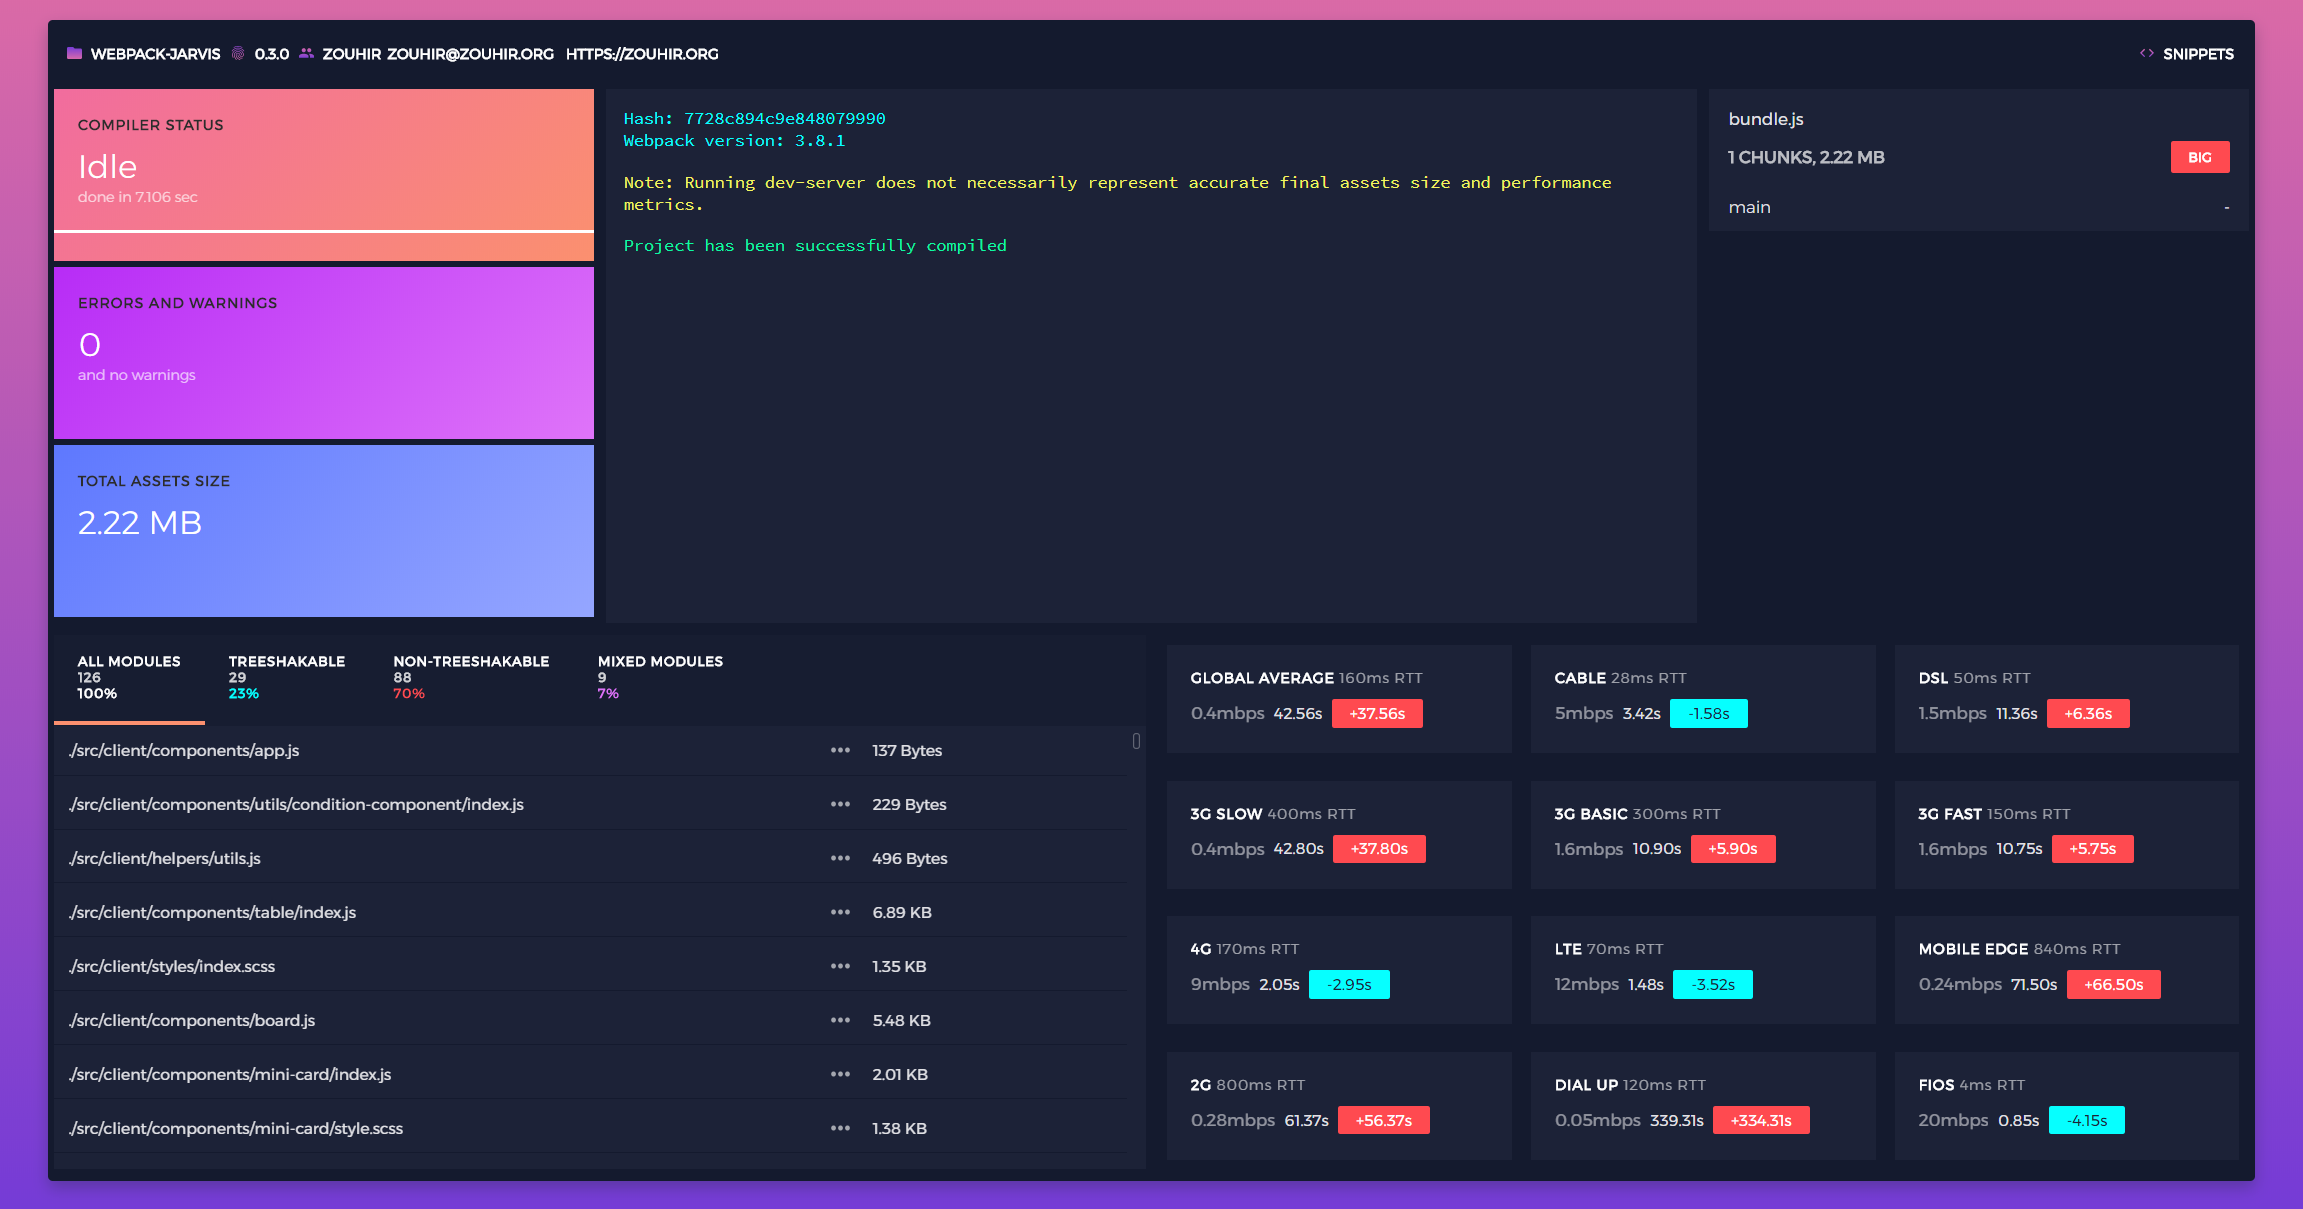 WEBPACK-JARVIS 0.3.0 ZOUHIR ZOUHIR@ZOUHIR.ORG HTTPS://ZOUHIR.ORG
SNIPPETS
COMPILER STATUS
Idle
done in 7.106 sec
ERRORS AND WARNINGS
0
and no warnings
TOTAL ASSETS SIZE
2.22 MB
Hash: 7728c894c9e848079990
Webpack version: 3.8.1
Note: Running dev-server does not necessarily represent accurate final assets size and performance
metrics.
Project has been successfully compiled
bundle.js
1 CHUNKS, 2.22 MB BIG
main -
ALL MODULES
126
100%
TREESHAKABLE
29
23%
NON-TREESHAKABLE
88
70%
MIXED MODULES
9
7%
./src/client/components/app.js ••• 137 Bytes
./src/client/components/utils/condition-component/index.js ••• 229 Bytes
./src/client/helpers/utils.js ••• 496 Bytes
./src/client/components/table/index.js ••• 6.89 KB
./src/client/styles/index.scss ••• 1.35 KB
./src/client/components/board.js ••• 5.48 KB
./src/client/components/mini-card/index.js ••• 2.01 KB
./src/client/components/mini-card/style.scss ••• 1.38 KB
GLOBAL AVERAGE 160ms RTT
0.4mbps 42.56s +37.56s
CABLE 28ms RTT
5mbps 3.42s -1.58s
DSL 50ms RTT
1.5mbps 11.36s +6.36s
3G SLOW 400ms RTT
0.4mbps 42.80s +37.80s
3G BASIC 300ms RTT
1.6mbps 10.90s +5.90s
3G FAST 150ms RTT
1.6mbps 10.75s +5.75s
4G 170ms RTT
9mbps 2.05s -2.95s
LTE 70ms RTT
12mbps 1.48s -3.52s
MOBILE EDGE 840ms RTT
0.24mbps 71.50s +66.50s
2G 800ms RTT
0.28mbps 61.37s +56.37s
DIAL UP 120ms RTT
0.05mbps 339.31s +334.31s
FIOS 4ms RTT
20mbps 0.85s -4.15s